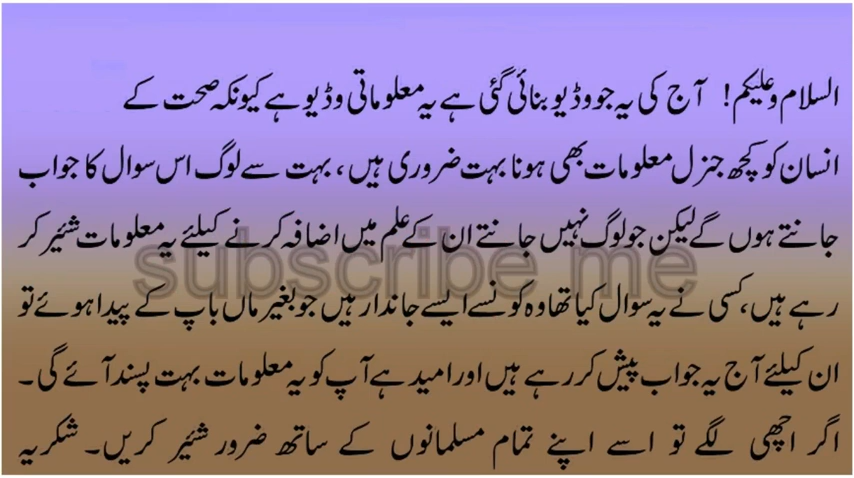 السلام وعلیکم! آج کی یہ جو وڈیو بنائی گئی ہے یہ معلوماتی وڈیو ہے کیونکہ صحت کے
انسان کو کچھ جنرل معلومات بھی ہونا بہت ضروری ہیں، بہت سے لوگ اس سوال کا جواب
جانتے ہوں گے لیکن جو لوگ نہیں جانتے ان کے علم میں اضافہ کرنے کیلئے یہ معلومات شئیر کر
subscribe me
رہے ہیں، کسی نے یہ سوال کیا تھا وہ کونسے ایسے جاندار ہیں جو بغیر ماں باپ کے پیدا ہوئے تو
ان کیلئے آج یہ جواب پیش کر رہے ہیں اور امید ہے آپ کو یہ معلومات بہت پسند آئے گی۔
اگر اچھی لگے تو اسے اپنے تمام مسلمانوں کے ساتھ ضرور شئیر کریں۔ شکریہ